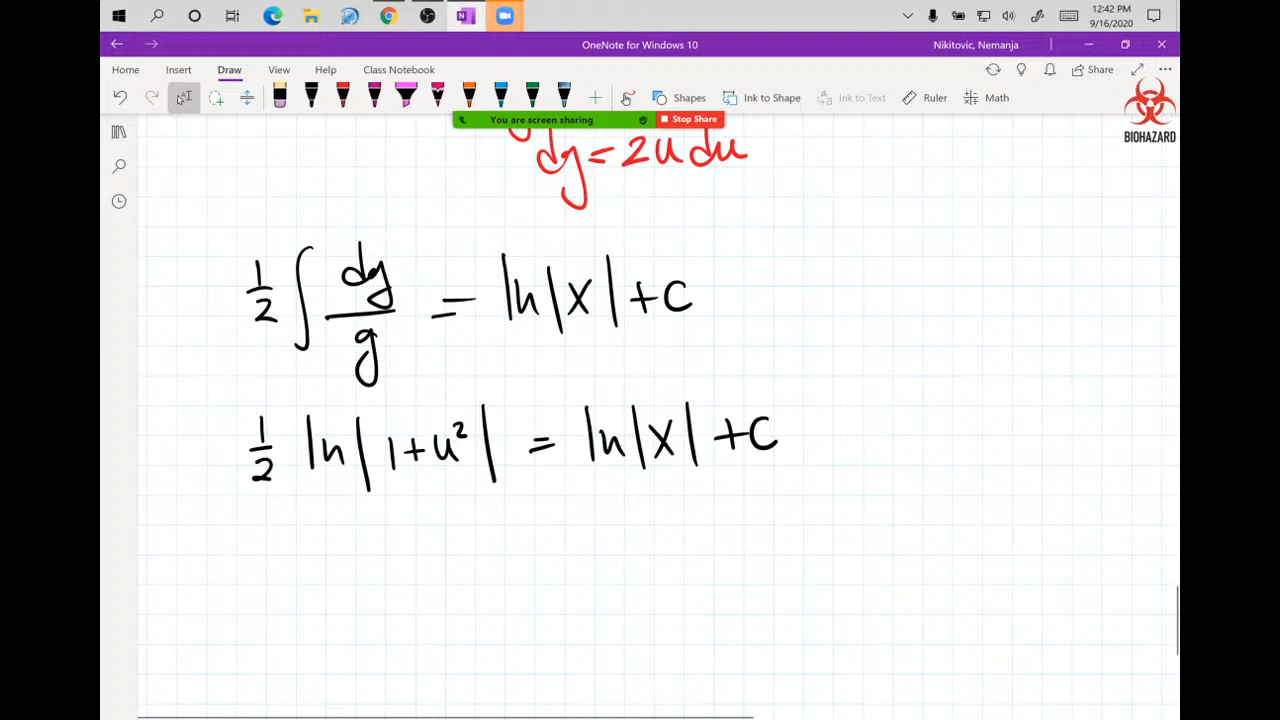 12:42 PM
9/16/2020
OneNote for Windows 10
Nikitovic, Nemanja
Home Insert Draw View Help Class Notebook
Share
Shapes
Ink to Shape
Ink to Text
Ruler
Math
You are screen sharing
Stop Share
BIOHAZARD
dg = 2u du
1/2 ∫ dg/g = ln|x| + c
1/2 ln|1+u²| = ln|x| + c